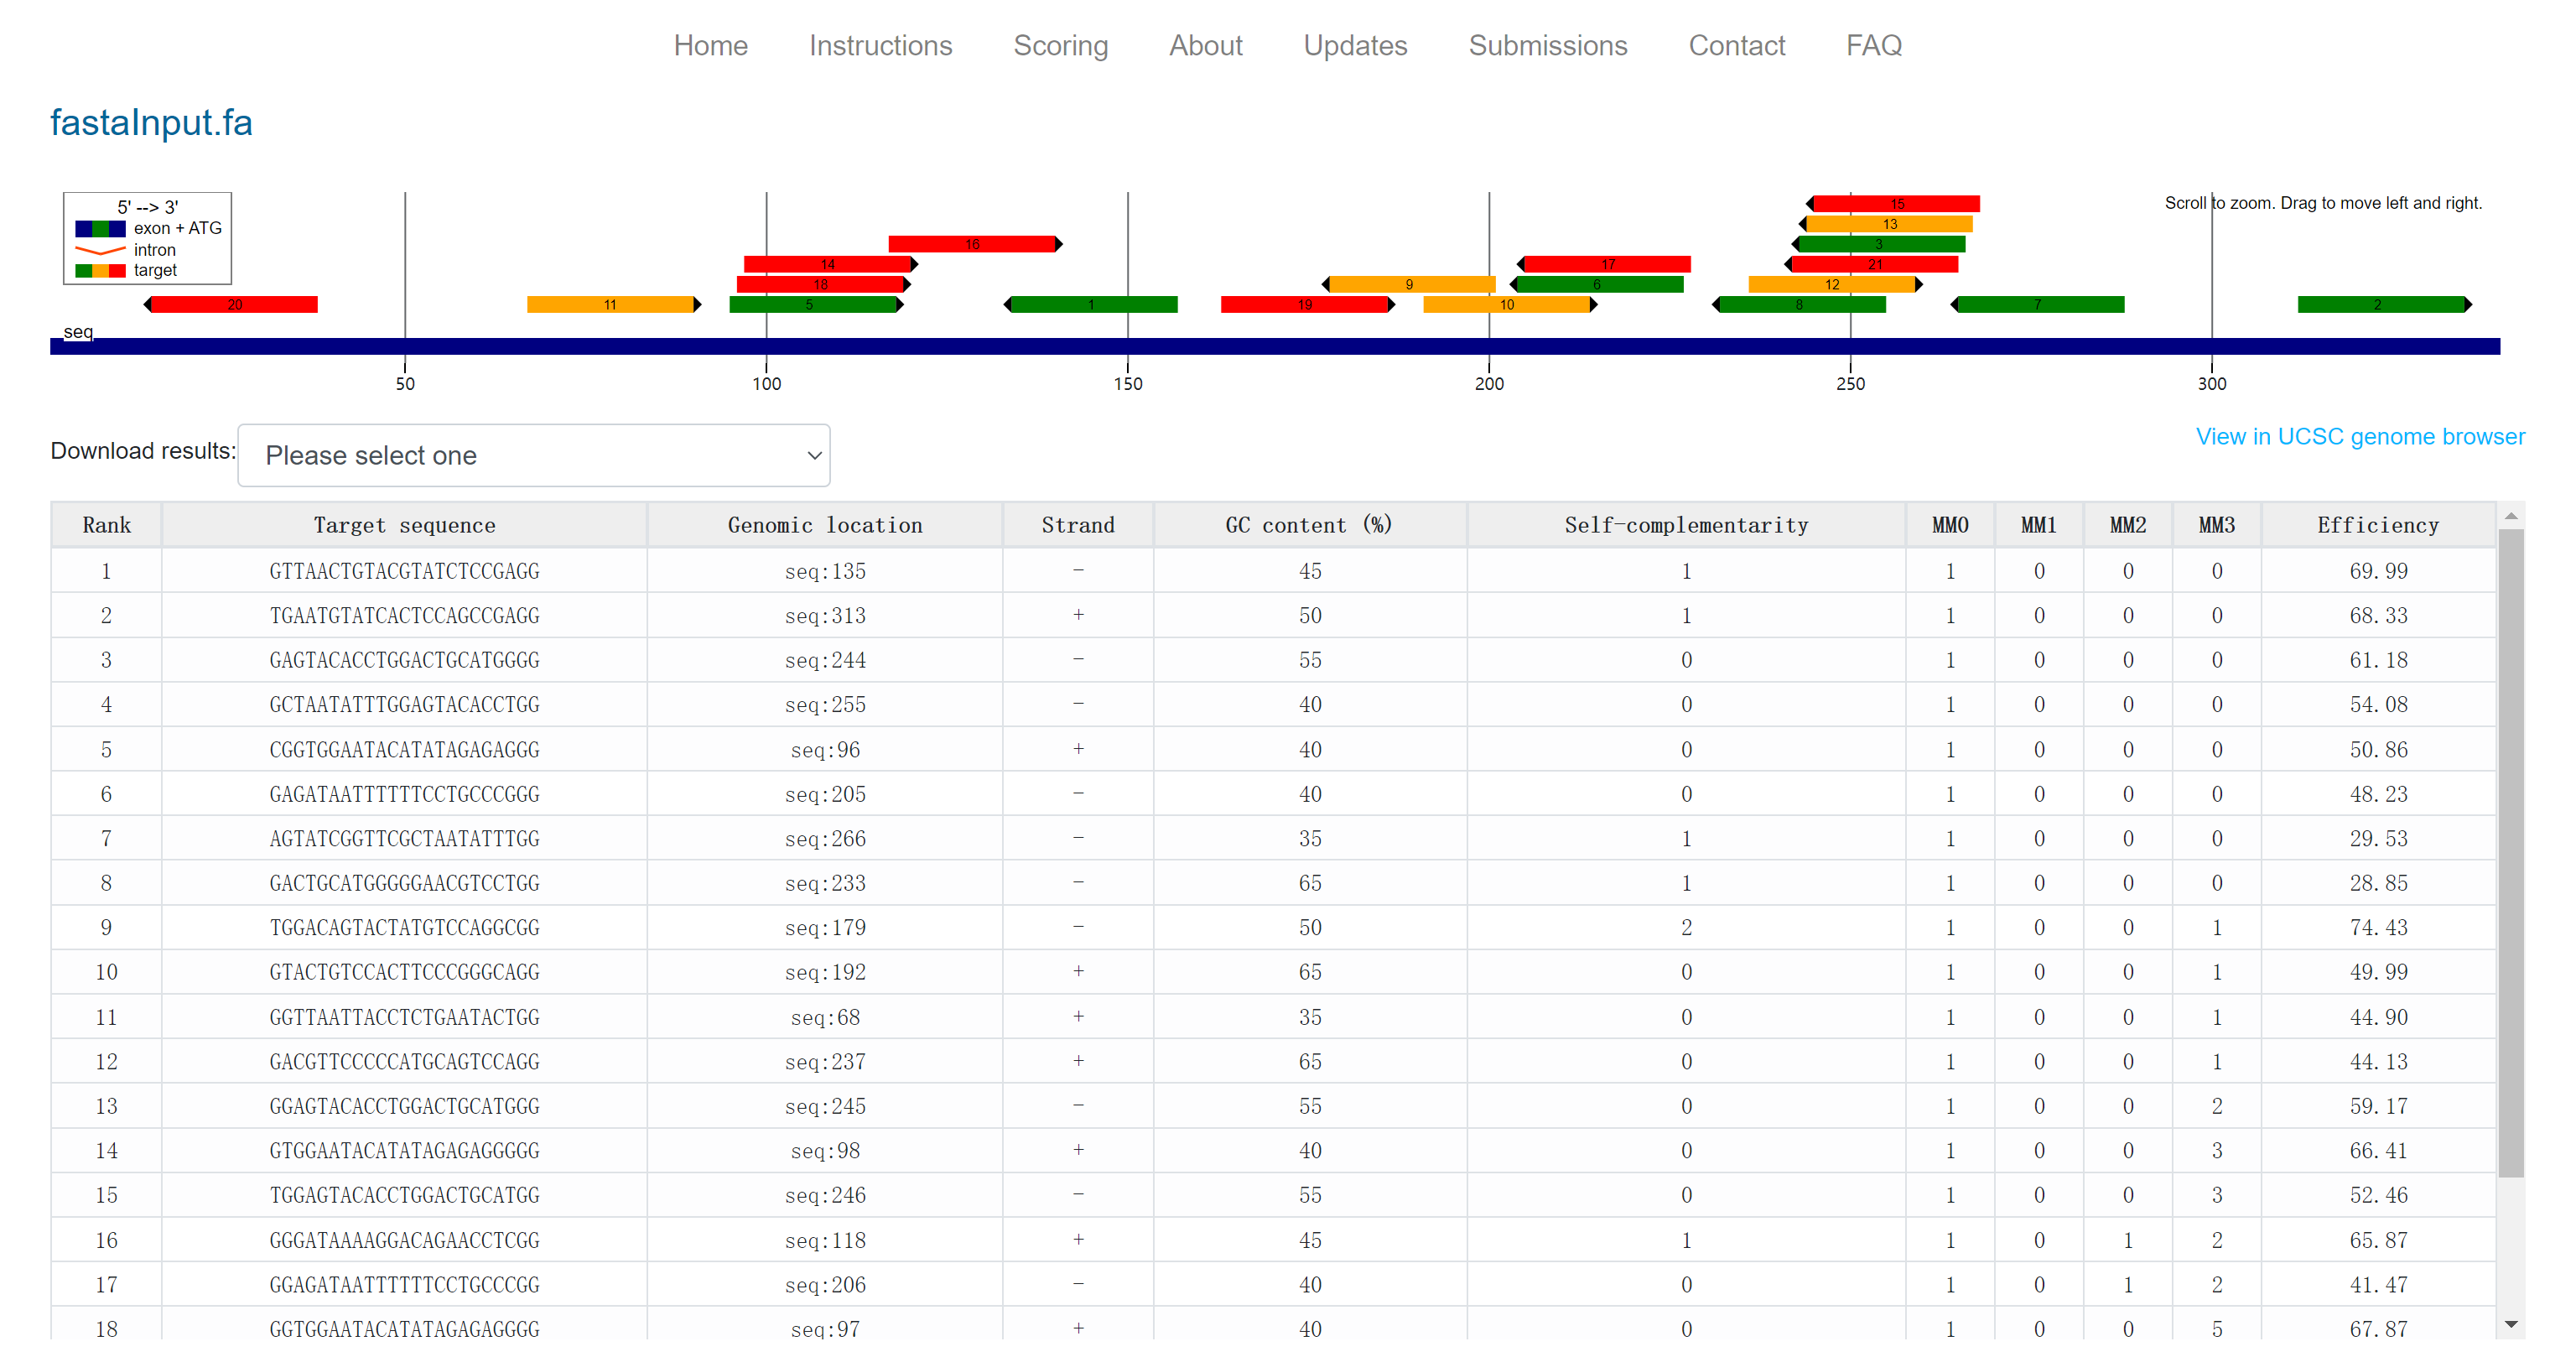 Home Instructions Scoring About Updates Submissions Contact FAQ
fastaInput.fa
5' --> 3'
exon + ATG
intron
target
Scroll to zoom. Drag to move left and right.
15
13
16 3
14 17 21
18 9 6 12
20 11 5 1 19 10 8 7 2
seq
50 100 150 200 250 300
Download results: Please select one
View in UCSC genome browser
Rank Target sequence Genomic location Strand GC content (%) Self-complementarity MM0 MM1 MM2 MM3 Efficiency
1 GTTAACTGTACGTATCTCCGAGG seq:135 - 45 1 1 0 0 0 69.99
2 TGAATGTATCACTCCAGCCGAGG seq:313 + 50 1 1 0 0 0 68.33
3 GAGTACACCTGGACTGCATGGGG seq:244 - 55 0 1 0 0 0 61.18
4 GCTAATATTTGGAGTACACCTGG seq:255 - 40 0 1 0 0 0 54.08
5 CGGTGGAATACATATAGAGAGGG seq:96 + 40 0 1 0 0 0 50.86
6 GAGATAATTTTTTCCTGCCCGGG seq:205 - 40 0 1 0 0 0 48.23
7 AGTATCGGTTCGCTAATATTTGG seq:266 - 35 1 1 0 0 0 29.53
8 GACTGCATGGGGGAACGTCCTGG seq:233 - 65 1 1 0 0 0 28.85
9 TGGACAGTACTATGTCCAGGCGG seq:179 - 50 2 1 0 0 1 74.43
10 GTACTGTCCACTTCCCGGGCAGG seq:192 + 65 0 1 0 0 1 49.99
11 GGTTAATTACCTCTGAATACTGG seq:68 + 35 0 1 0 0 1 44.90
12 GACGTTCCCCCATGCAGTCCAGG seq:237 + 65 0 1 0 0 1 44.13
13 GGAGTACACCTGGACTGCATGGG seq:245 - 55 0 1 0 0 2 59.17
14 GTGGAATACATATAGAGAGGGGG seq:98 + 40 0 1 0 0 3 66.41
15 TGGAGTACACCTGGACTGCATGG seq:246 - 55 0 1 0 0 3 52.46
16 GGGATAAAAGGACAGAACCTCGG seq:118 + 45 1 1 0 1 2 65.87
17 GGAGATAATTTTTTCCTGCCCGG seq:206 - 40 0 1 0 1 2 41.47
18 GGTGGAATACATATAGAGAGGGG seq:97 + 40 0 1 0 0 5 67.87